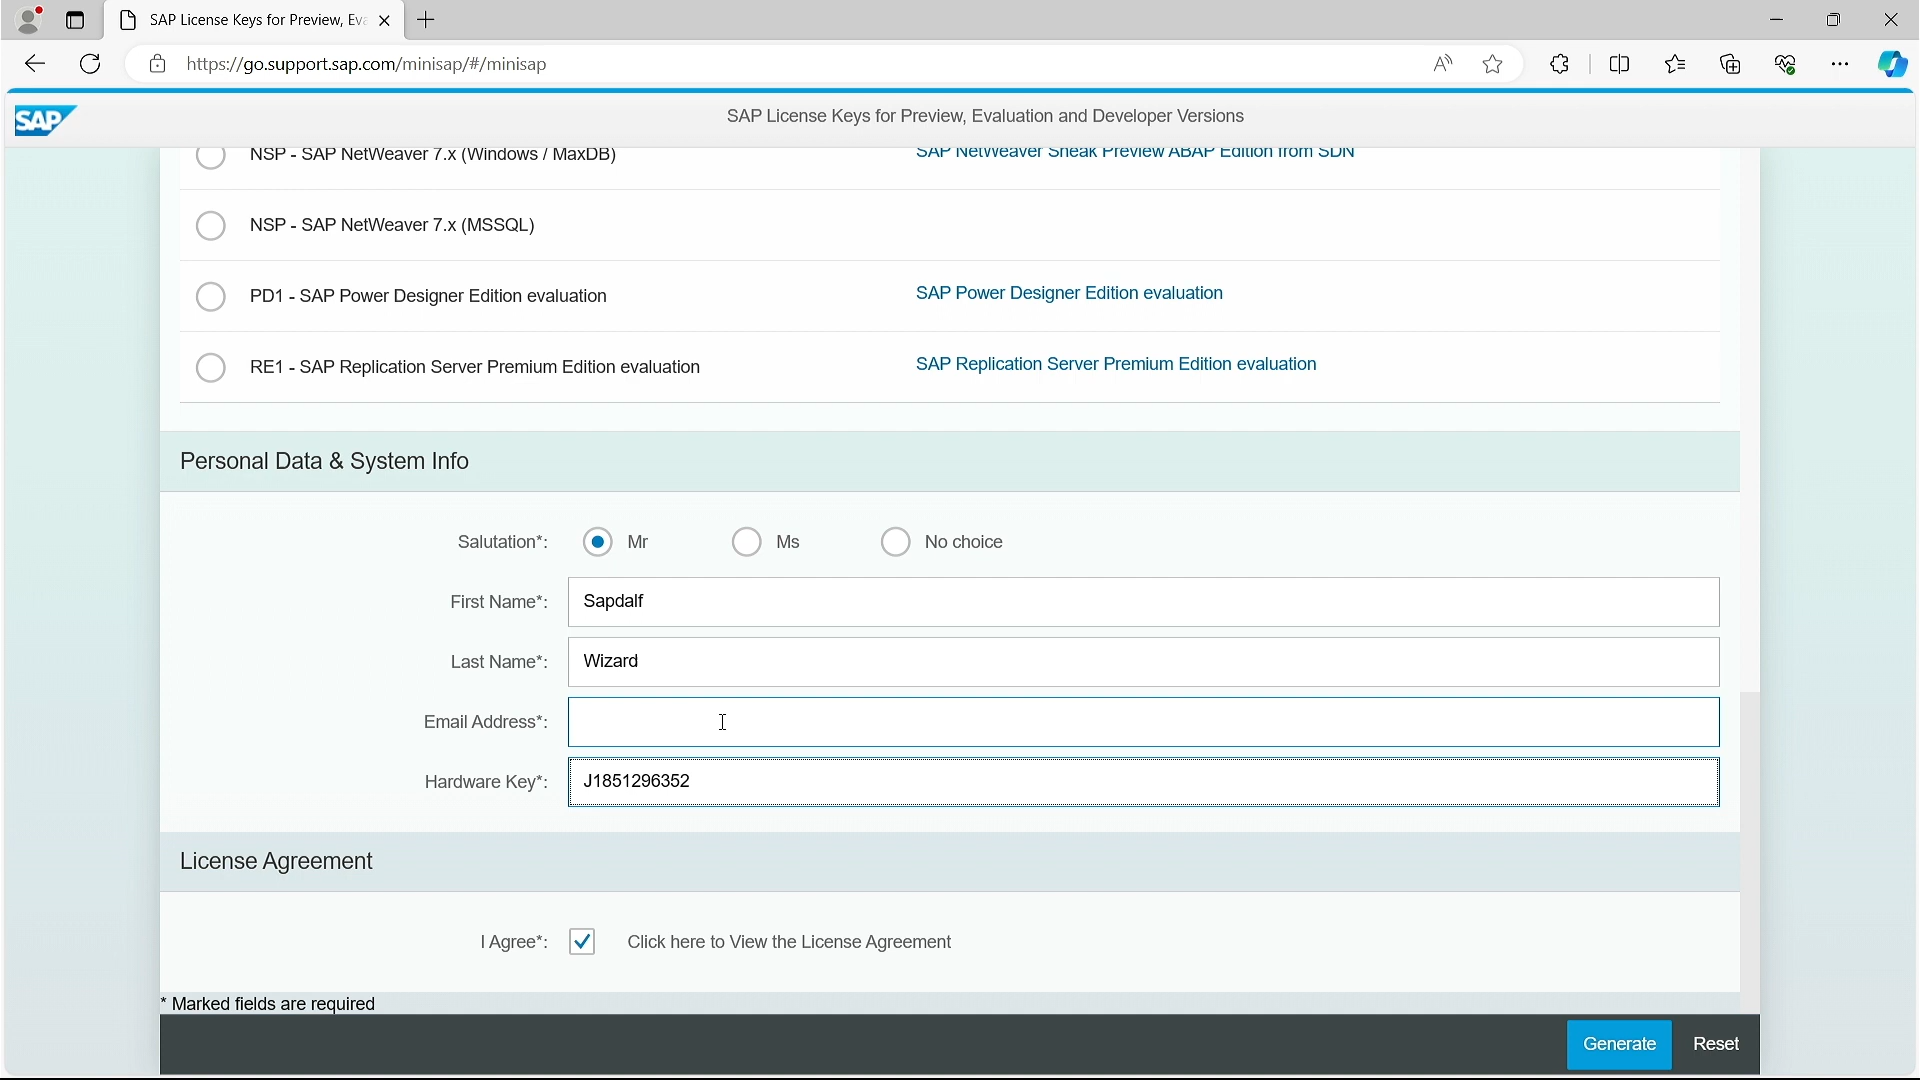 SAP License Keys for Preview, Eva
https://go.support.sap.com/minisap/#/minisap
SAP
SAP License Keys for Preview, Evaluation and Developer Versions
NSP - SAP NetWeaver 7.x (Windows / MaxDB)
SAP NetWeaver Sneak Preview ABAP Edition from SDN
NSP - SAP NetWeaver 7.x (MSSQL)
PD1 - SAP Power Designer Edition evaluation
SAP Power Designer Edition evaluation
RE1 - SAP Replication Server Premium Edition evaluation
SAP Replication Server Premium Edition evaluation
Personal Data & System Info
Salutation*: Mr Ms No choice
First Name*: Sapdalf
Last Name*: Wizard
Email Address*:
Hardware Key*: J1851296352
License Agreement
I Agree*: Click here to View the License Agreement
* Marked fields are required
Generate Reset